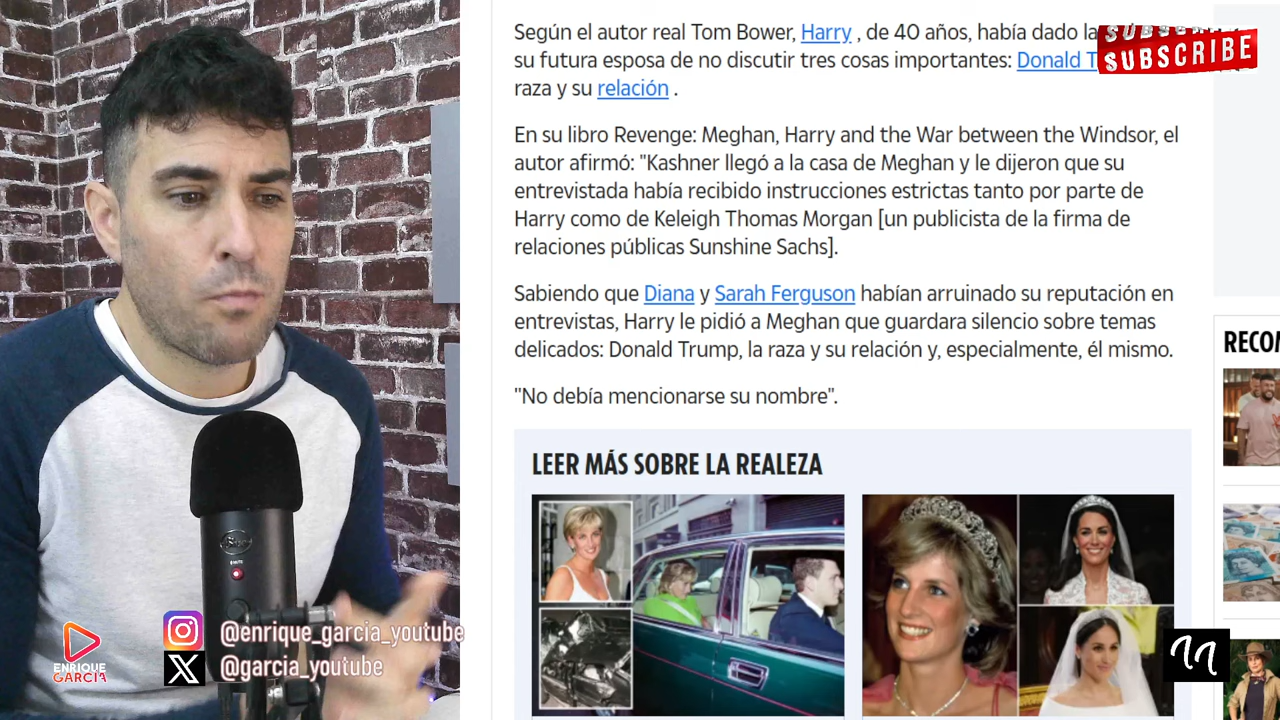 Según el autor real Tom Bower, Harry , de 40 años, había dado la
su futura esposa de no discutir tres cosas importantes: Donald T
raza y su relación .
SUBSCRIBE
SUBSCRIBE
En su libro Revenge: Meghan, Harry and the War between the Windsor, el
autor afirmó: "Kashner llegó a la casa de Meghan y le dijeron que su
entrevistada había recibido instrucciones estrictas tanto por parte de
Harry como de Keleigh Thomas Morgan [un publicista de la firma de
relaciones públicas Sunshine Sachs].
Sabiendo que Diana y Sarah Ferguson habían arruinado su reputación en
entrevistas, Harry le pidió a Meghan que guardara silencio sobre temas
delicados: Donald Trump, la raza y su relación y, especialmente, él mismo.
"No debía mencionarse su nombre".
LEER MÁS SOBRE LA REALEZA
RECO
ENRIQUE
GARCIA
@enrique_garcia_youtube
@garcia_youtube